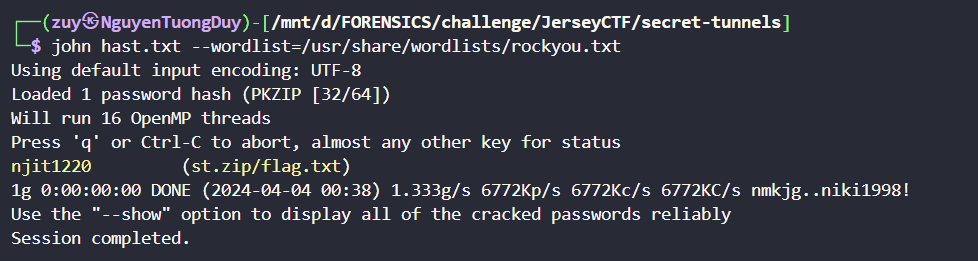 ┌──(zuy㉿NguyenTuongDuy)-[/mnt/d/FORENSICS/challenge/JerseyCTF/secret-tunnels]
└─$ john hast.txt --wordlist=/usr/share/wordlists/rockyou.txt
Using default input encoding: UTF-8
Loaded 1 password hash (PKZIP [32/64])
Will run 16 OpenMP threads
Press 'q' or Ctrl-C to abort, almost any other key for status
njit1220         (st.zip/flag.txt)
1g 0:00:00:00 DONE (2024-04-04 00:38) 1.333g/s 6772Kp/s 6772Kc/s 6772KC/s nmkjg..niki1998!
Use the "--show" option to display all of the cracked passwords reliably
Session completed.